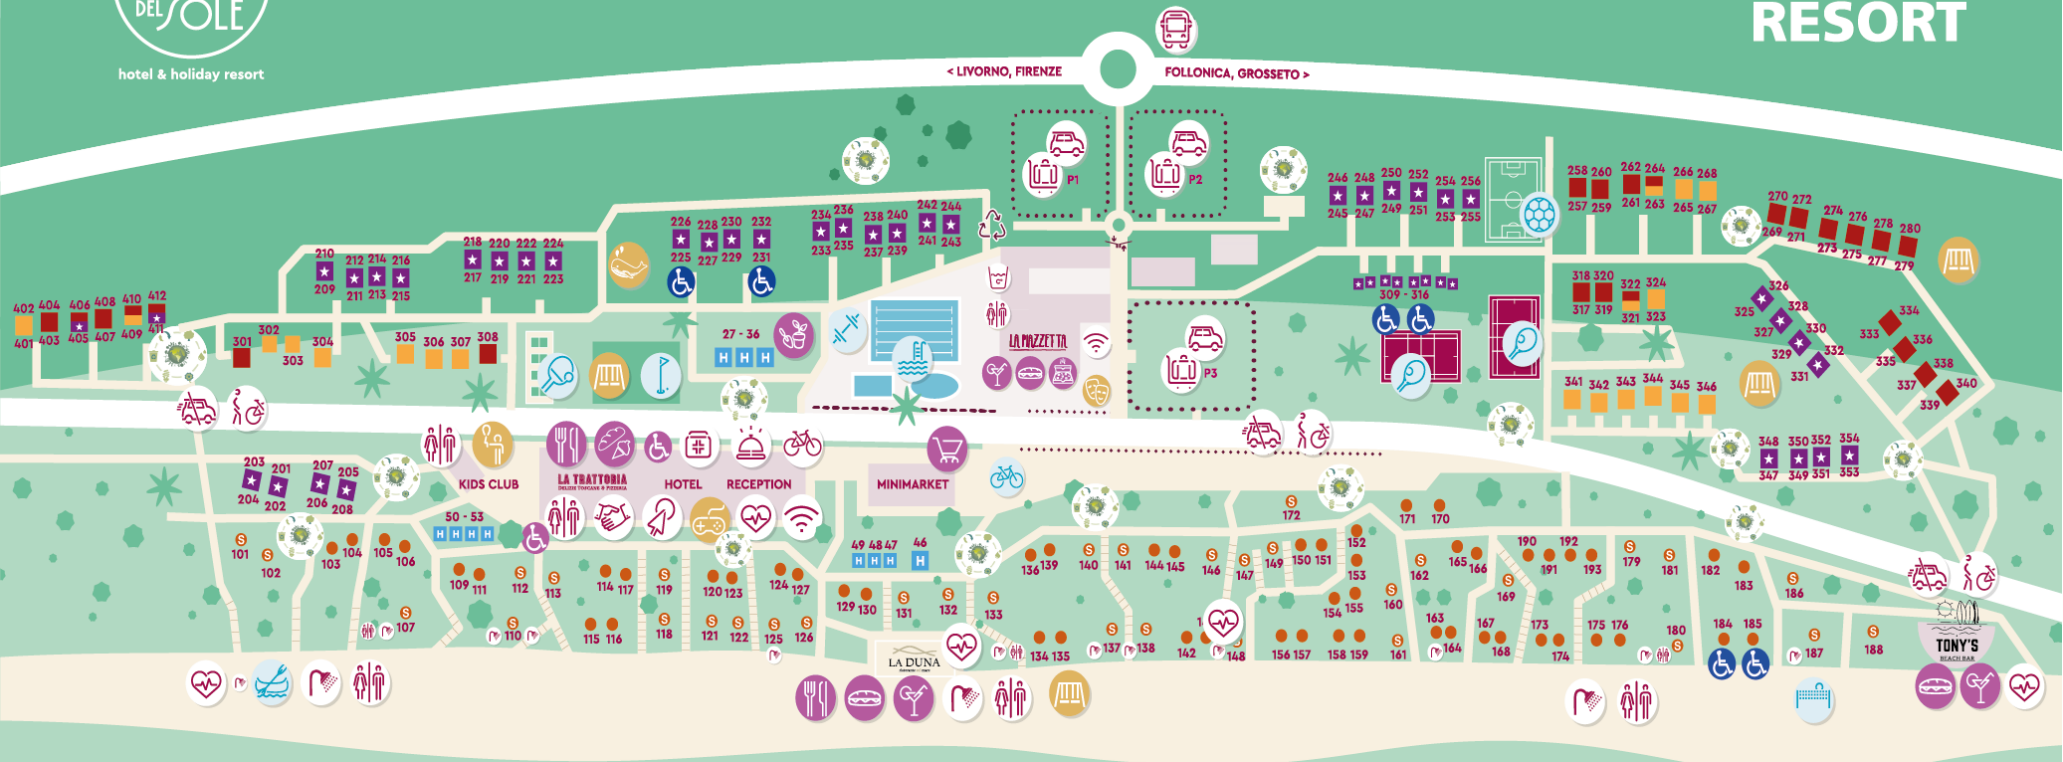 DEL SOLE
hotel & holiday resort
RESORT
< LIVORNO, FIRENZE
FOLLONICA, GROSSETO >
P1
P2
P3
402 404 406 408 410 412
401 403 405 407 409 411
210 212 214 216
209 211 213 215
218 220 222 224
217 219 221 223
226 228 230 232
225 227 229 231
234 236 238 240 242 244
233 235 237 239 241 243
246 248 250 252 254 256
245 247 249 251 253 255
258 260 262 264 266 268
257 259 261 263 265 267
270 272 274 276 278 280
269 271 273 275 277 279
301 302 303 304 305 306 307 308
27 - 36
H H H
LA PIAZZETTA
309 - 316
318 320 322 324
317 319 321 323
326 328 330 332
325 327 329 331
334 336 338 340
333 335 337 339
341 342 343 344 345 346
348 350 352 354
347 349 351 353
203 201 207 205
204 202 206 208
KIDS CLUB
LA TRATTORIA
HOTEL
RECEPTION
MINIMARKET
50 - 53
H H H H
49 48 47 46
H H H H
101 102 103 104 105 106 107
109 111 112 113 110
114 117 115 116 119 118
120 123 121 122 124 127 125 126
129 130 131 132 133
134 135 136 139 140 137 138 141
144 145 142 146 147 148 149 150 151
152 153 154 155 156 157 158 159
160 161 162 163 164 165 166 167 168 169
170 171 172
173 174 175 176 179 180 181
182 183 184 185 186 187 188
190 191 192 193
LA DUNA
TONY'S
BEACH BAR